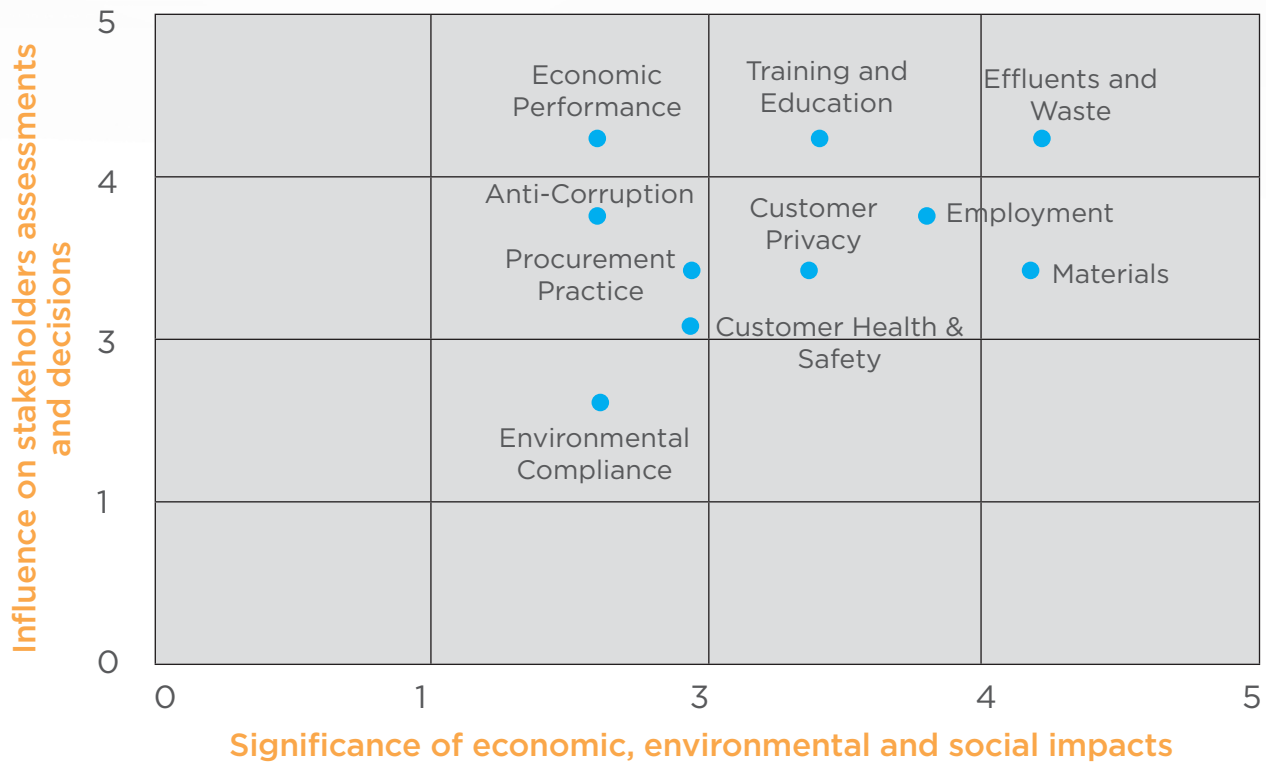 Influence on stakeholders assessments
and decisions
5
4
3
1
0
Economic
Performance
Training and
Education
Effluents and
Waste
Anti-Corruption
Customer
Privacy
Employment
Procurement
Practice
Materials
Customer Health &
Safety
Environmental
Compliance
0
1
3
4
5
Significance of economic, environmental and social impacts